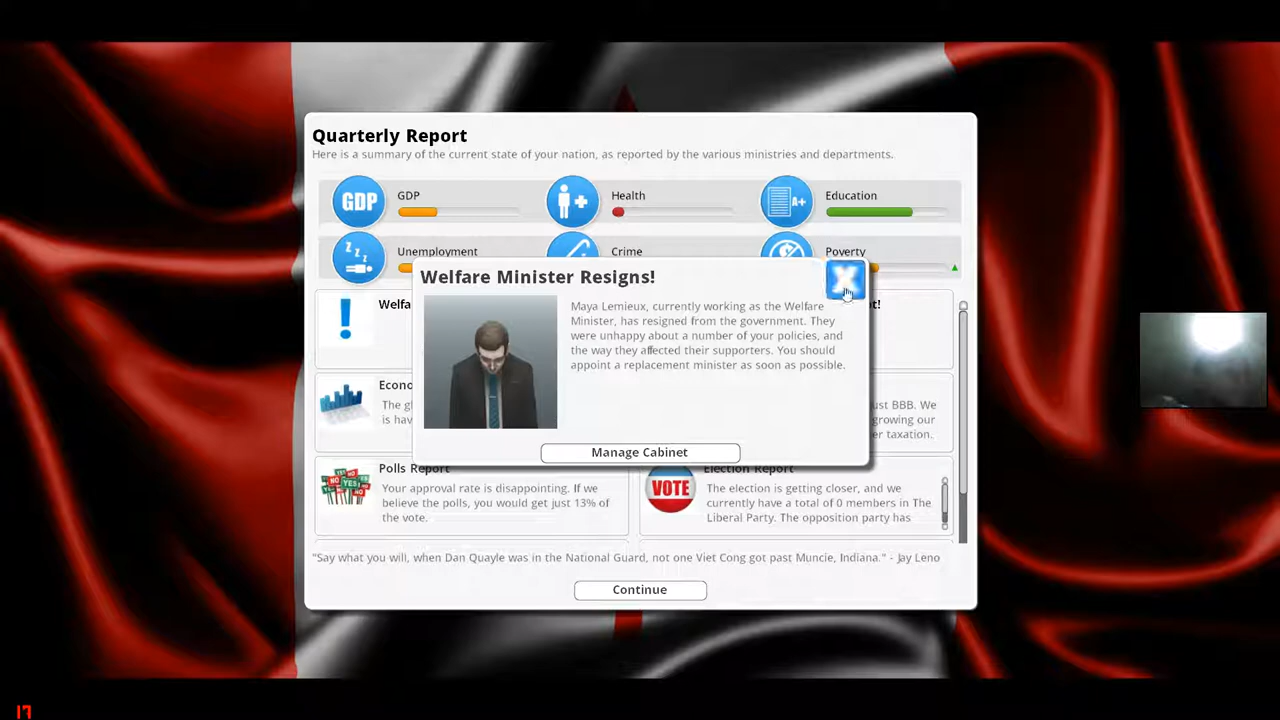 Quarterly Report
Here is a summary of the current state of your nation, as reported by the various ministries and departments.
GDP
GDP
Health
A+
Education
Z Z Z
Unemployment
Crime
Poverty
Welfare Minister Resigns!
Maya Lemieux, currently working as the Welfare
Minister, has resigned from the government. They
were unhappy about a number of your policies, and
the way they affected their supporters. You should
appoint a replacement minister as soon as possible.
Manage Cabinet
Welfa
!
Econo
The gl
is hav
ust BBB. We
growing our
er taxation.
Polls Report
YES NO
Your approval rate is disappointing. If we
believe the polls, you would get just 13% of
the vote.
Election Report
VOTE
The election is getting closer, and we
currently have a total of 0 members in The
Liberal Party. The opposition party has
"Say what you will, when Dan Quayle was in the National Guard, not one Viet Cong got past Muncie, Indiana." - Jay Leno
Continue
17